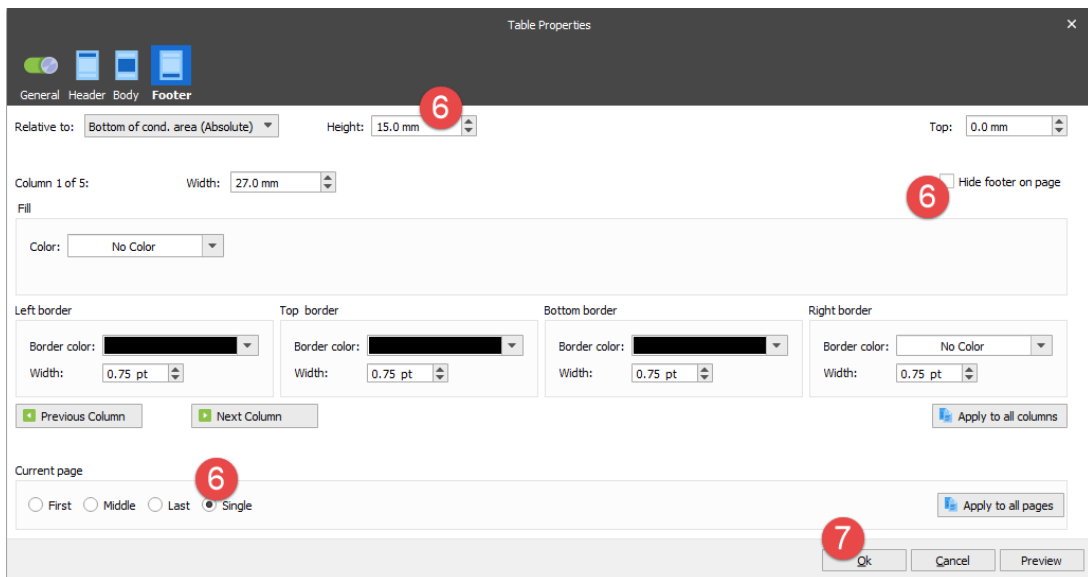 Table Properties
General Header Body Footer
6
Relative to: Bottom of cond. area (Absolute) Height: 15.0 mm Top: 0.0 mm
Column 1 of 5: Width: 27.0 mm Hide footer on page
6
Fill
Color: No Color
Left border Top border Bottom border Right border
Border color: Border color: Border color: Border color: No Color
Width: 0.75 pt Width: 0.75 pt Width: 0.75 pt Width: 0.75 pt
Previous Column Next Column Apply to all columns
Current page
6
First Middle Last Single Apply to all pages
7
Ok Cancel Preview